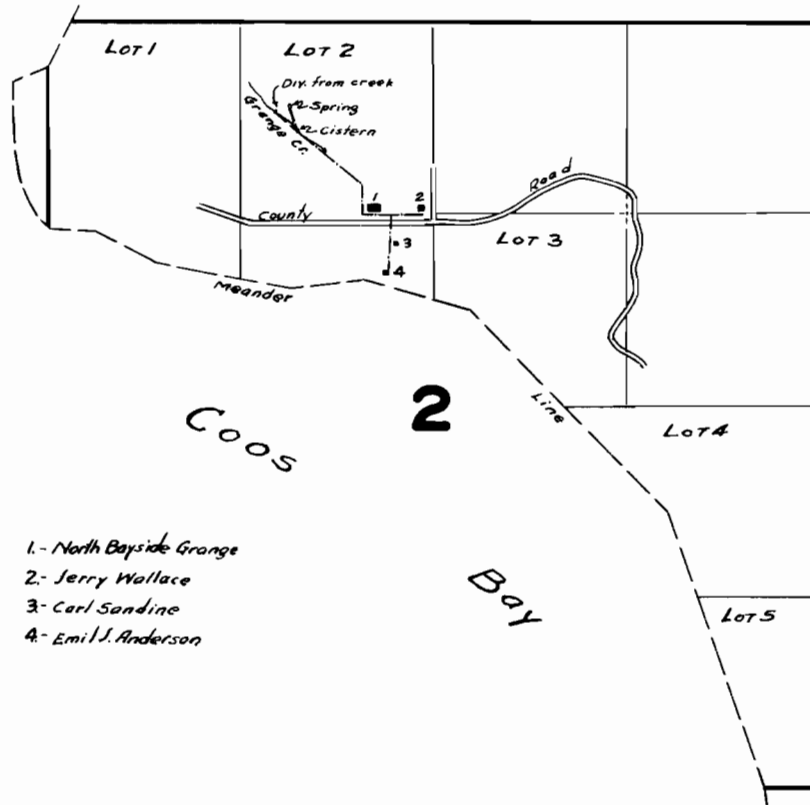 LOT 1
LOT 2
Div. from creek
Spring
Cistern
Grange Cr.
1
2
County
Road
3
LOT 3
4
Meander
2
Line
Coos
LOT 4
1.- North Bayside Grange
2.- Jerry Wallace
3.- Carl Sandine
4.- Emil J. Anderson
Bay
LOT 5